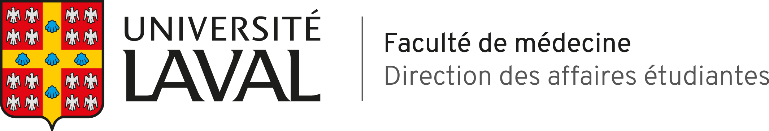 UNIVERSITÉ
LAVAL
Faculté de médecine
Direction des affaires étudiantes